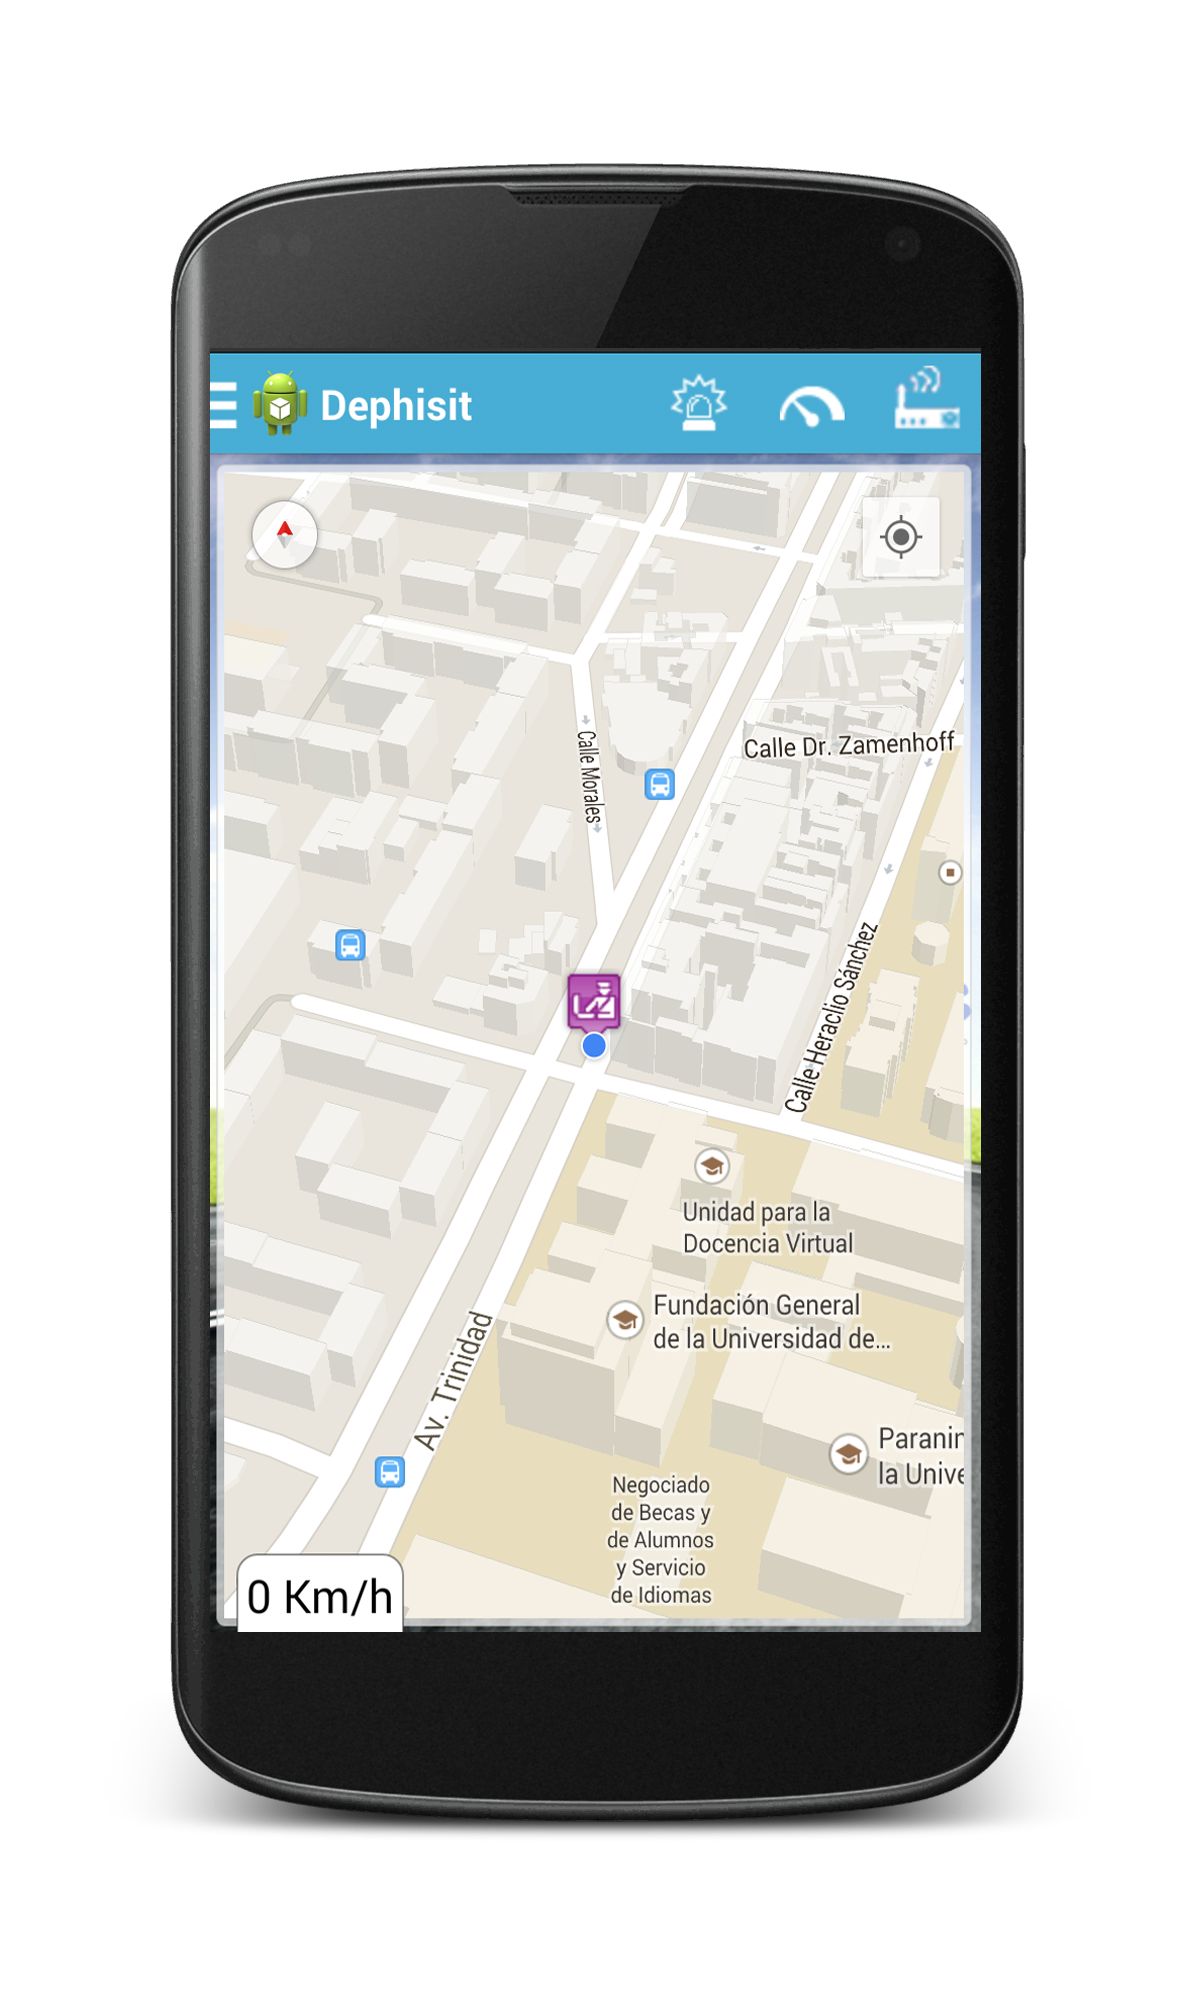 Dephisit
Calle Dr. Zamenhoff
Calle Morales
Calle Heraclio Sánchez
Unidad para la
Docencia Virtual
Fundación General
de la Universidad de...
Av. Trinidad
Paranin
la Unive
Negociado
de Becas y
de Alumnos
y Servicio
de Idiomas
0 Km/h